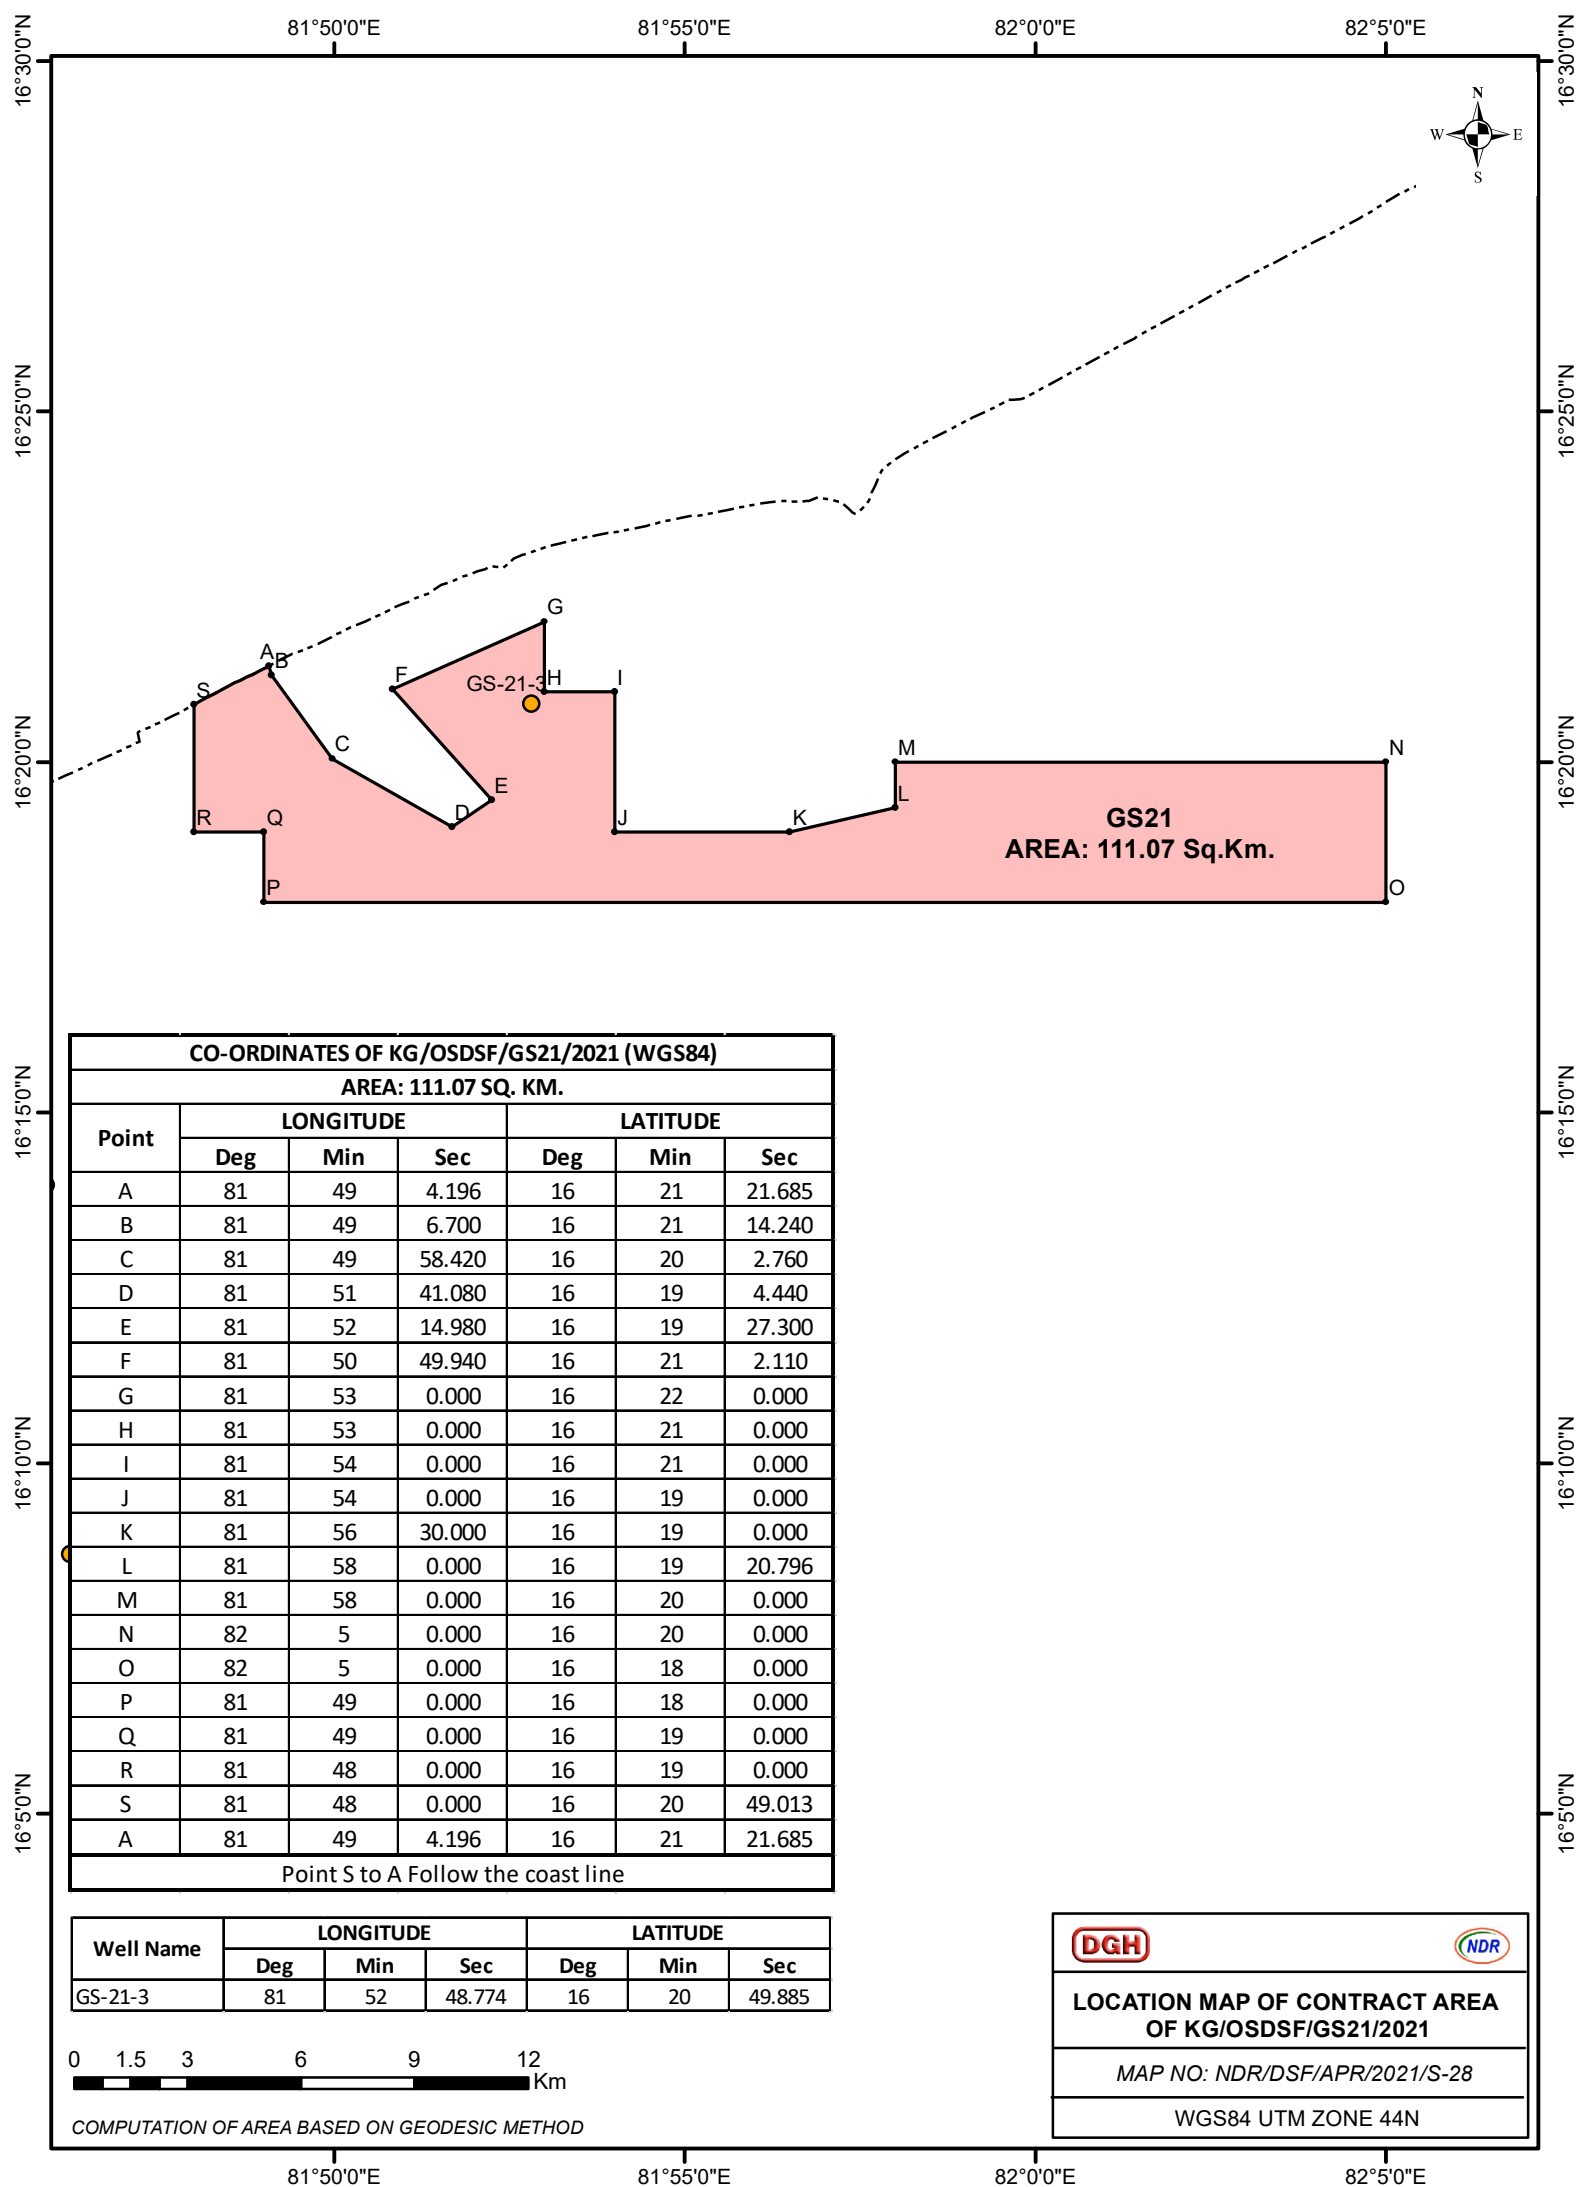 81°50'0"E 81°55'0"E 82°0'0"E 82°5'0"E
16°30'0"N 16°30'0"N
N
W E
S
16°25'0"N 16°25'0"N
G
A
B
F
H
I
GS-21-3
S
C
M
N
16°20'0"N 16°20'0"N
E
L
D
R
Q
J
K
GS21
AREA: 111.07 Sq.Km.
P
O
16°15'0"N 16°15'0"N
CO-ORDINATES OF KG/OSDSF/GS21/2021 (WGS84)
AREA: 111.07 SQ. KM.
Point LONGITUDE LATITUDE
Deg Min Sec Deg Min Sec
A 81 49 4.196 16 21 21.685
B 81 49 6.700 16 21 14.240
C 81 49 58.420 16 20 2.760
D 81 51 41.080 16 19 4.440
E 81 52 14.980 16 19 27.300
F 81 50 49.940 16 21 2.110
G 81 53 0.000 16 22 0.000
H 81 53 0.000 16 21 0.000
I 81 54 0.000 16 21 0.000
J 81 54 0.000 16 19 0.000
K 81 56 30.000 16 19 0.000
L 81 58 0.000 16 19 20.796
M 81 58 0.000 16 20 0.000
N 82 5 0.000 16 20 0.000
O 82 5 0.000 16 18 0.000
P 81 49 0.000 16 18 0.000
Q 81 49 0.000 16 19 0.000
R 81 48 0.000 16 19 0.000
S 81 48 0.000 16 20 49.013
A 81 49 4.196 16 21 21.685
Point S to A Follow the coast line
16°10'0"N 16°10'0"N
16°5'0"N 16°5'0"N
Well Name LONGITUDE LATITUDE
Deg Min Sec Deg Min Sec
GS-21-3 81 52 48.774 16 20 49.885
0 1.5 3 6 9 12
Km
COMPUTATION OF AREA BASED ON GEODESIC METHOD
DGH NDR
LOCATION MAP OF CONTRACT AREA
OF KG/OSDSF/GS21/2021
MAP NO: NDR/DSF/APR/2021/S-28
WGS84 UTM ZONE 44N
81°50'0"E 81°55'0"E 82°0'0"E 82°5'0"E